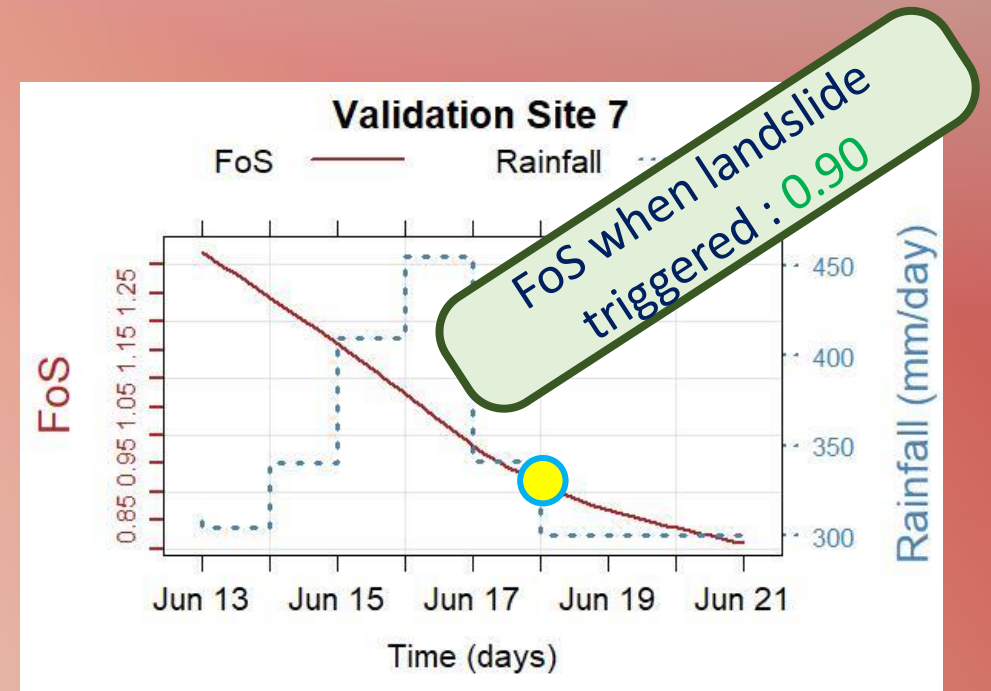 Validation Site 7
FoS
Rainfall
FoS when landslide
triggered : 0.90
FoS
0.85 0.95 1.05 1.15 1.25
450
400
350
300
Rainfall (mm/day)
Jun 13 Jun 15 Jun 17 Jun 19 Jun 21
Time (days)